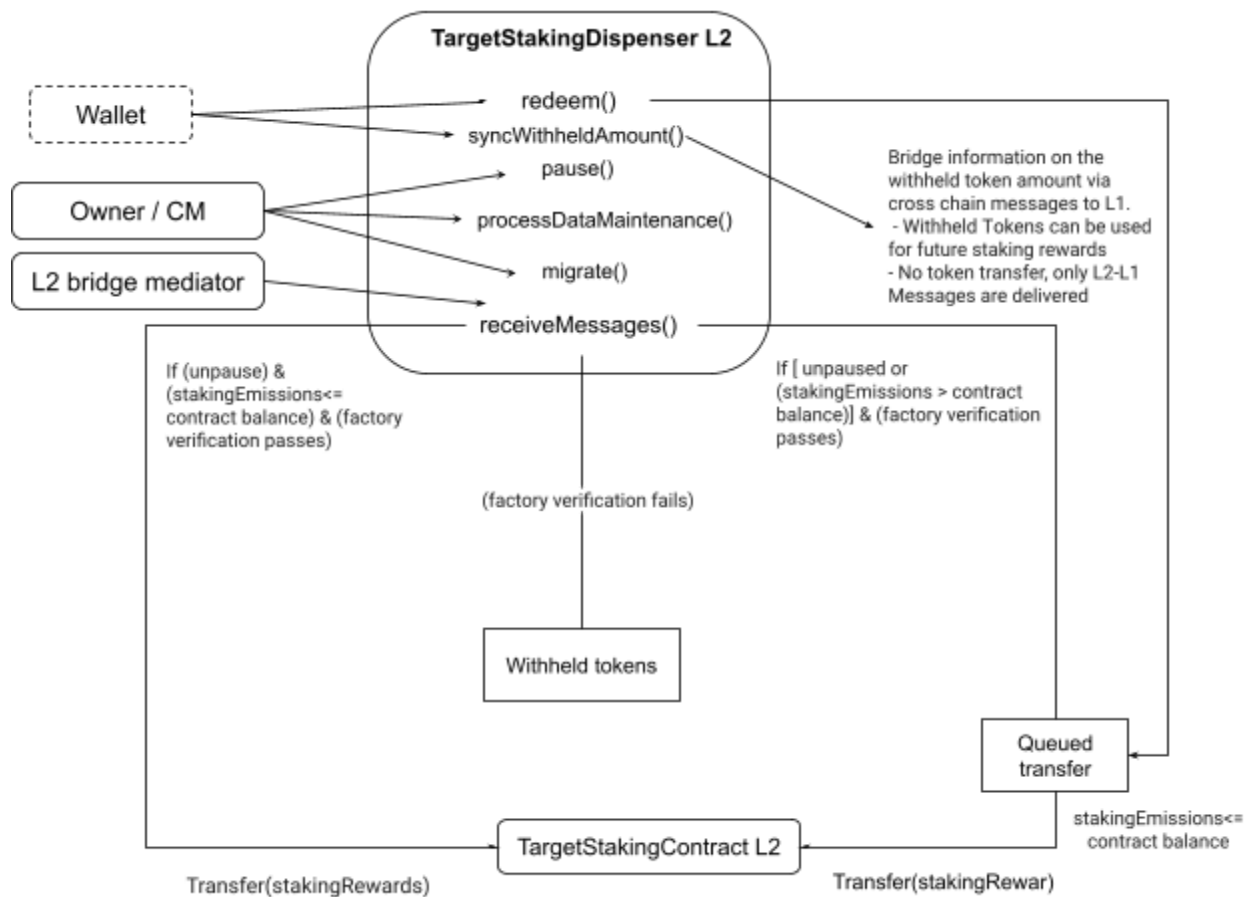 TargetStakingDispenser L2
Wallet
redeem()
syncWithheldAmount()
pause()
Owner / CM
processDataMaintenance()
migrate()
L2 bridge mediator
receiveMessages()
Bridge information on the
withheld token amount via
cross chain messages to L1.
- Withheld Tokens can be used
for future staking rewards
- No token transfer, only L2-L1
Messages are delivered
If (unpause) &
(stakingEmissions<=
contract balance) & (factory
verification passes)
If [ unpaused or
(stakingEmissions > contract
balance)] & (factory verification
passes)
(factory verification fails)
Withheld tokens
Queued
transfer
stakingEmissions<=
contract balance
TargetStakingContract L2
Transfer(stakingRewards)
Transfer(stakingRewar)